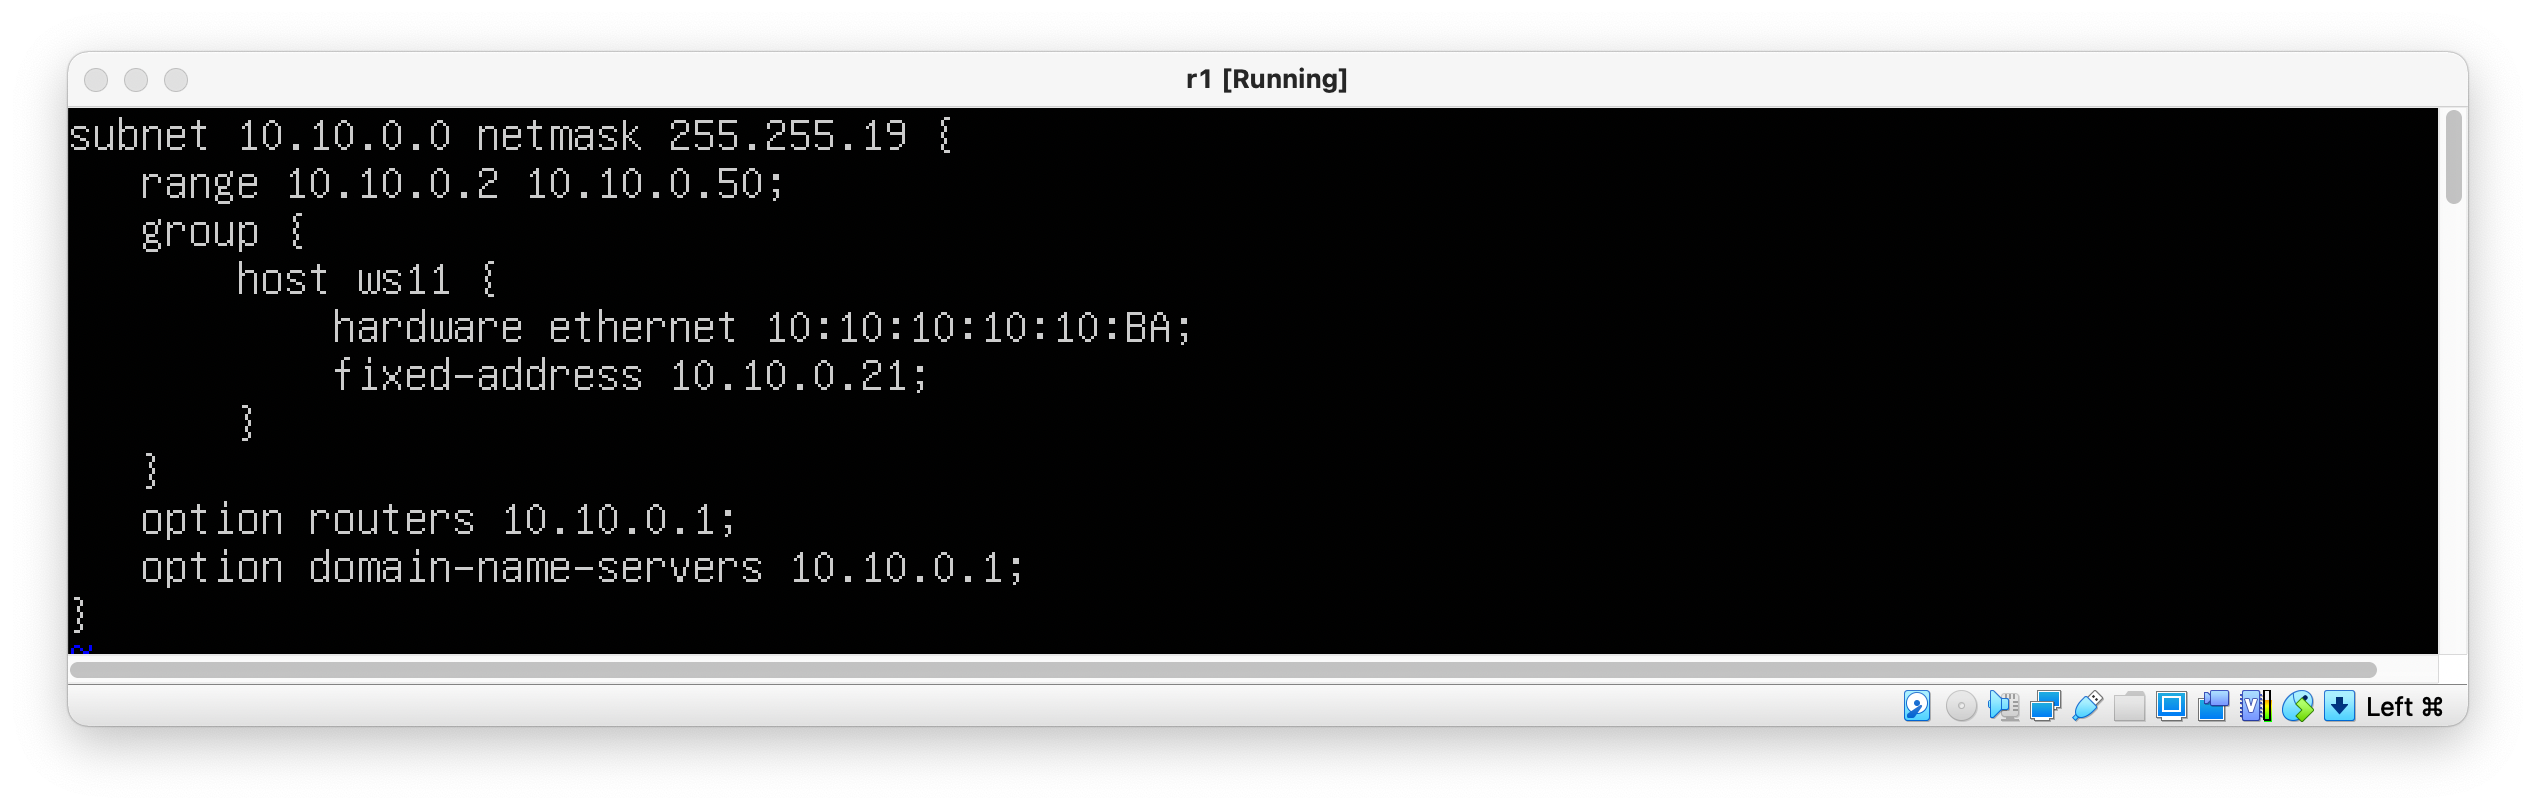 r1 [Running]
subnet 10.10.0.0 netmask 255.255.19 {
range 10.10.0.2 10.10.0.50;
group {
host ws11 {
hardware ethernet 10:10:10:10:10:BA;
fixed-address 10.10.0.21;
}
}
option routers 10.10.0.1;
option domain-name-servers 10.10.0.1;
}
~
Left ⌘